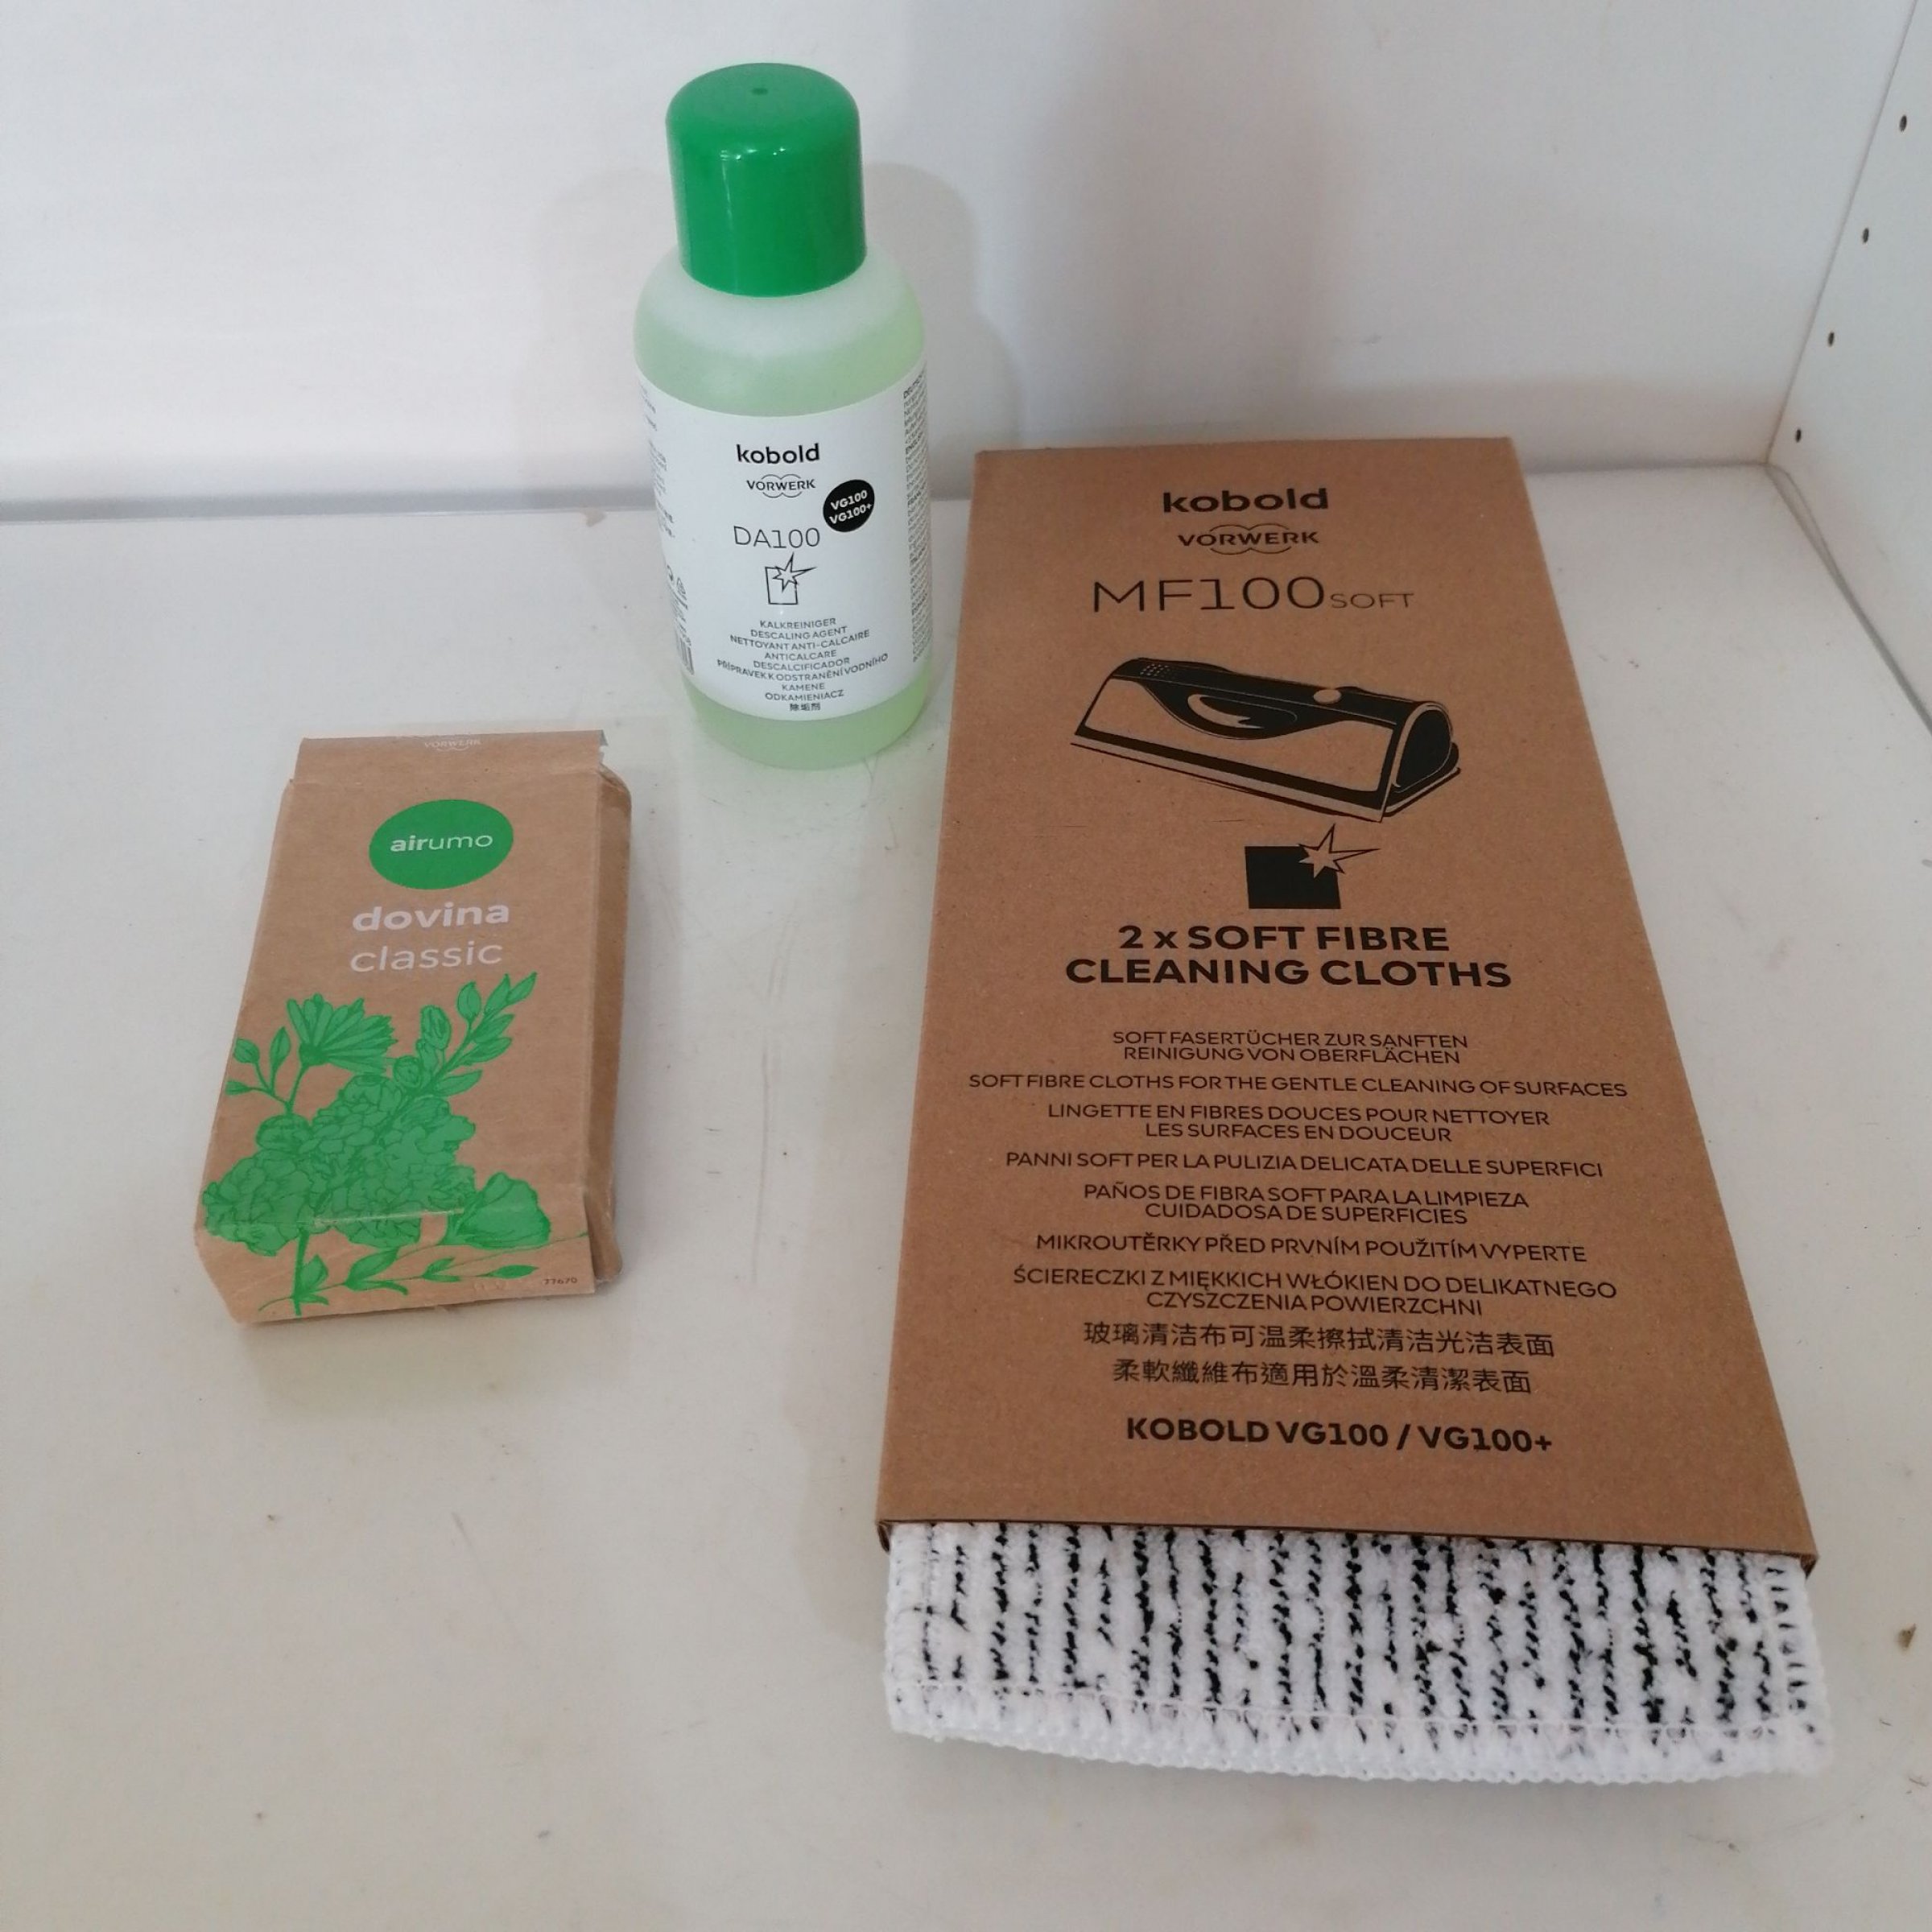 kobold
VORWERK
VG100
VG100+
DA100
KALKREINIGER
DESCALING AGENT
NETTOYANT ANTI-CALCAIRE
ANTICALCARE
DESCALCIFICADOR
PŘÍPRAVEK K ODSTRANĚNÍ VODNÍHO
KAMENE
ODKAMIENIACZ
除垢剂
VORWERK
airumo
dovina
classic
77670
kobold
VORWERK
MF100 SOFT
2 x SOFT FIBRE
CLEANING CLOTHS
SOFT FASERTÜCHER ZUR SANFTEN
REINIGUNG VON OBERFLÄCHEN
SOFT FIBRE CLOTHS FOR THE GENTLE CLEANING OF SURFACES
LINGETTE EN FIBRES DOUCES POUR NETTOYER
LES SURFACES EN DOUCEUR
PANNI SOFT PER LA PULIZIA DELICATA DELLE SUPERFICI
PAÑOS DE FIBRA SOFT PARA LA LIMPIEZA
CUIDADOSA DE SUPERFICIES
MIKROUTĚRKY PŘED PRVNÍM POUŽITÍM VYPERTE
ŚCIERECZKI Z MIĘKKICH WŁÓKIEN DO DELIKATNEGO
CZYSZCZENIA POWIERZCHNI
玻璃清洁布可温柔擦拭清洁光洁表面
柔軟纖維布適用於溫柔清潔表面
KOBOLD VG100 / VG100+